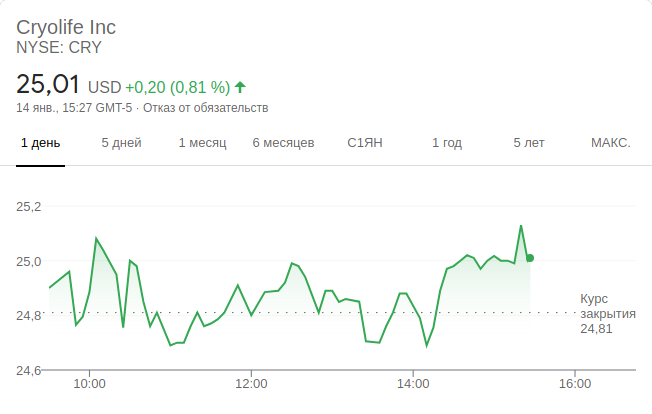 Cryolife Inc
NYSE: CRY
25,01 USD +0,20 (0,81 %)
14 янв., 15:27 GMT-5 · Отказ от обязательств
1 день 5 дней 1 месяц 6 месяцев С1ЯН 1 год 5 лет МАКС.
25,2
25,0
24,8
24,6
Курс
закрытия
24,81
10:00 12:00 14:00 16:00